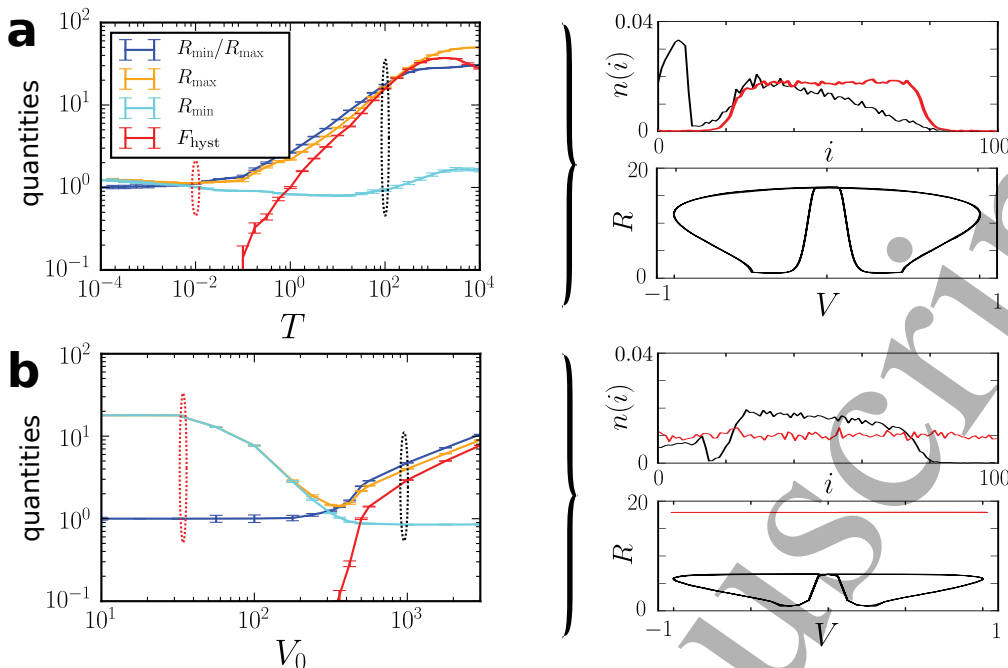 a
quantities
10^2
10^1
10^0
10^{-1}
R_min/R_max
R_max
R_min
F_hyst
10^{-4}
10^{-2}
10^0
10^2
10^4
T
0.04
n(i)
0
0
i
100
20
R
0
−1
V
1
b
quantities
10^2
10^1
10^0
10^{-1}
10^1
10^2
10^3
V_0
0.04
n(i)
0
0
i
100
20
R
0
−1
V
1
uscrip